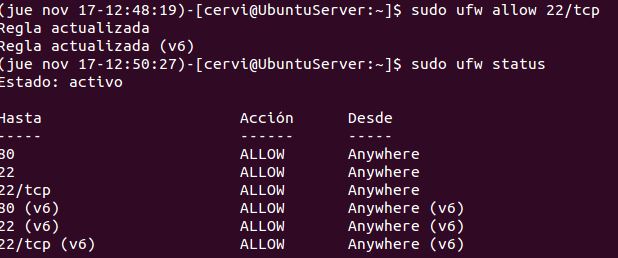 (jue nov 17-12:48:19)-[cervi@UbuntuServer:~]$ sudo ufw allow 22/tcp
Regla actualizada
Regla actualizada (v6)
(jue nov 17-12:50:27)-[cervi@UbuntuServer:~]$ sudo ufw status
Estado: activo
Hasta Acción Desde
----- ------ -----
80 ALLOW Anywhere
22 ALLOW Anywhere
22/tcp ALLOW Anywhere
80 (v6) ALLOW Anywhere (v6)
22 (v6) ALLOW Anywhere (v6)
22/tcp (v6) ALLOW Anywhere (v6)